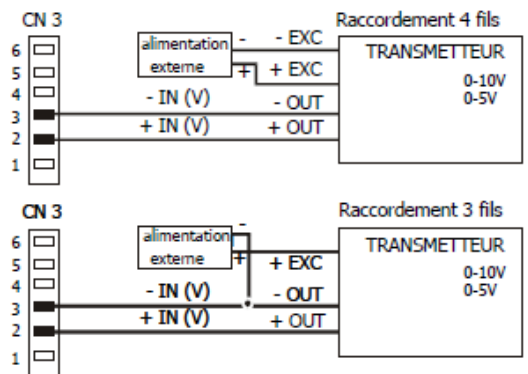 CN 3
Raccordement 4 fils
6
5
4
3
2
1
alimentation
externe
-
+
- EXC
+ EXC
- IN (V)
- OUT
+ IN (V)
+ OUT
TRANSMETTEUR
0-10V
0-5V
CN 3
Raccordement 3 fils
6
5
4
3
2
1
alimentation
externe
-
+
+ EXC
- IN (V)
- OUT
+ IN (V)
+ OUT
TRANSMETTEUR
0-10V
0-5V